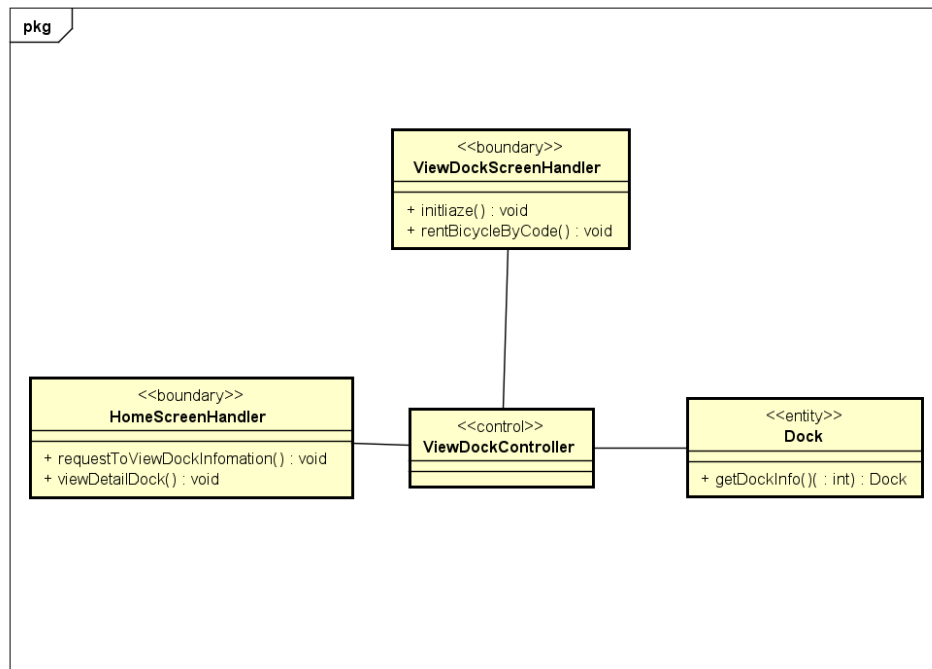 pkg
<<boundary>>
ViewDockScreenHandler
+ initliaze() : void
+ rentBicycleByCode() : void
<<boundary>>
HomeScreenHandler
+ requestToViewDockInfomation() : void
+ viewDetailDock() : void
<<control>>
ViewDockController
<<entity>>
Dock
+ getDockInfo()( : int) : Dock